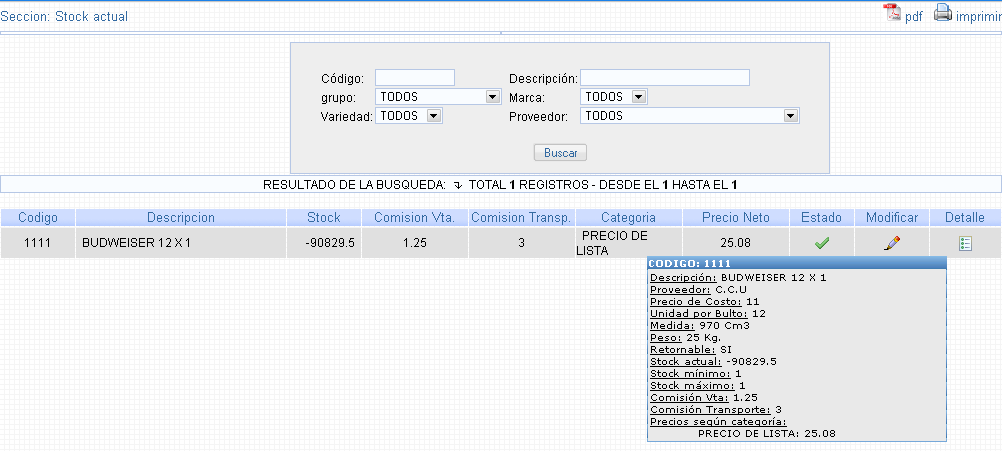 Seccion: Stock actual
pdf imprimir
Código: Descripción:
grupo: TODOS Marca: TODOS
Variedad: TODOS Proveedor: TODOS
Buscar
RESULTADO DE LA BUSQUEDA: TOTAL 1 REGISTROS - DESDE EL 1 HASTA EL 1
Codigo Descripcion Stock Comision Vta. Comision Transp. Categoria Precio Neto Estado Modificar Detalle
1111 BUDWEISER 12 X 1 -90829.5 1.25 3 PRECIO DE LISTA 25.08
CODIGO: 1111
Descripción: BUDWEISER 12 X 1
Proveedor: C.C.U
Precio de Costo: 11
Unidad por Bulto: 12
Medida: 970 Cm3
Peso: 25 Kg.
Retornable: SI
Stock actual: -90829.5
Stock mínimo: 1
Stock máximo: 1
Comisión Vta: 1.25
Comisión Transporte: 3
Precios según categoría:
PRECIO DE LISTA: 25.08